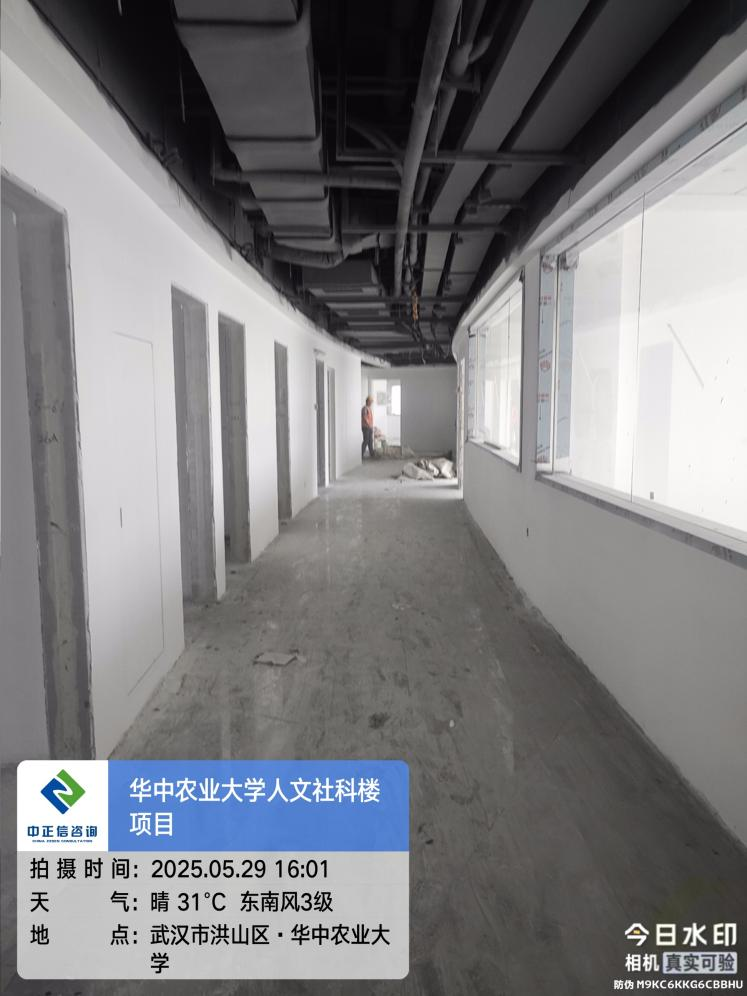 中正信咨询
CHINA ZEXIN CONSULTATION
华中农业大学人文社科楼
项目
拍摄时间: 2025.05.29 16:01
天 气: 晴 31℃ 东南风3级
地 点: 武汉市洪山区·华中农业大
学
今日水印
相机 真实可验
防伪 M9KC6KKG6CBBHU